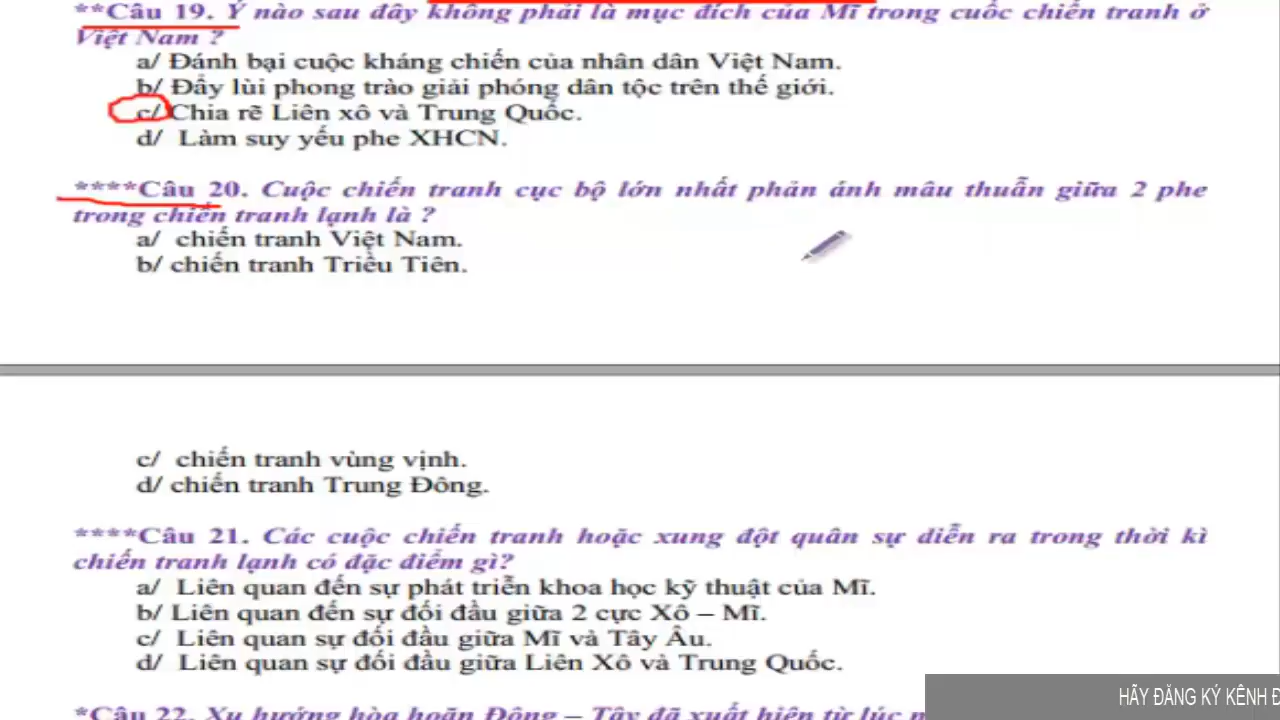 **Câu 19. Ý nào sau đây không phải là mục đích của Mĩ trong cuộc chiến tranh ở
Việt Nam ?
a/ Đánh bại cuộc kháng chiến của nhân dân Việt Nam.
b/ Đẩy lùi phong trào giải phóng dân tộc trên thế giới.
c/ Chia rẽ Liên xô và Trung Quốc.
d/ Làm suy yếu phe XHCN.
****Câu 20. Cuộc chiến tranh cục bộ lớn nhất phản ánh mâu thuẫn giữa 2 phe
trong chiến tranh lạnh là ?
a/ chiến tranh Việt Nam.
b/ chiến tranh Triều Tiên.
c/ chiến tranh vùng vịnh.
d/ chiến tranh Trung Đông.
****Câu 21. Các cuộc chiến tranh hoặc xung đột quân sự diễn ra trong thời kì
chiến tranh lạnh có đặc điểm gì?
a/ Liên quan đến sự phát triễn khoa học kỹ thuật của Mĩ.
b/ Liên quan đến sự đối đầu giữa 2 cực Xô – Mĩ.
c/ Liên quan sự đối đầu giữa Mĩ và Tây Âu.
d/ Liên quan sự đối đầu giữa Liên Xô và Trung Quốc.
*Câu 22. Xu hướng hòa hoãn Đông – Tây đã xuất hiện từ lúc
HÃY ĐĂNG KÝ KÊNH